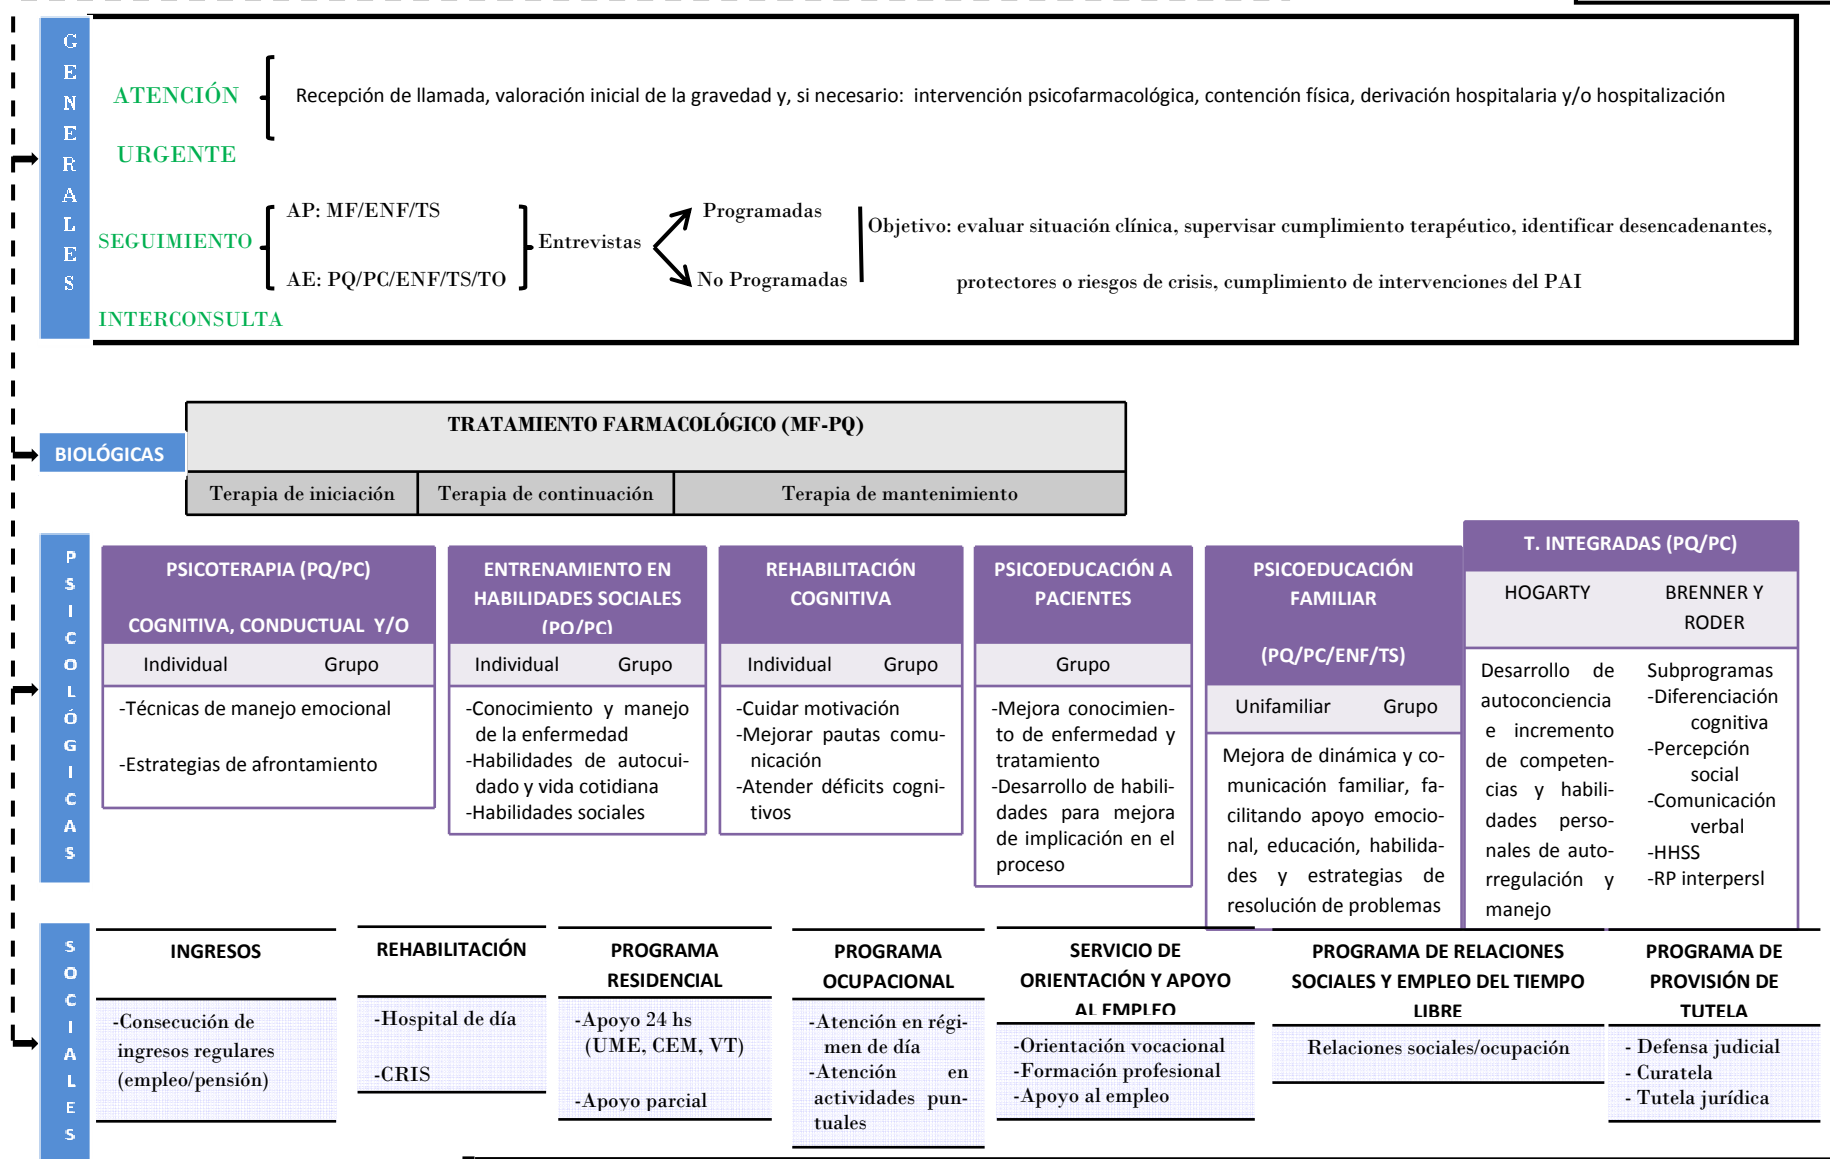 GENERALES
ATENCIÓN
URGENTE
Recepción de llamada, valoración inicial de la gravedad y, si necesario: intervención psicofarmacológica, contención física, derivación hospitalaria y/o hospitalización
SEGUIMIENTO
AP: MF/ENF/TS
AE: PQ/PC/ENF/TS/TO
Entrevistas
Programadas
No Programadas
Objetivo: evaluar situación clínica, supervisar cumplimiento terapéutico, identificar desencadenantes,
protectores o riesgos de crisis, cumplimiento de intervenciones del PAI
INTERCONSULTA
BIOLÓGICAS
TRATAMIENTO FARMACOLÓGICO (MF-PQ)
Terapia de iniciación
Terapia de continuación
Terapia de mantenimiento
PSICOLÓGICAS
PSICOTERAPIA (PQ/PC)
COGNITIVA, CONDUCTUAL Y/O
Individual Grupo
-Técnicas de manejo emocional
-Estrategias de afrontamiento
ENTRENAMIENTO EN
HABILIDADES SOCIALES
(PQ/PC)
Individual Grupo
-Conocimiento y manejo
de la enfermedad
-Habilidades de autocui-
dado y vida cotidiana
-Habilidades sociales
REHABILITACIÓN
COGNITIVA
Individual Grupo
-Cuidar motivación
-Mejorar pautas comu-
nicación
-Atender déficits cogni-
tivos
PSICOEDUCACIÓN A
PACIENTES
Grupo
-Mejora conocimien-
to de enfermedad y
tratamiento
-Desarrollo de habili-
dades para mejora
de implicación en el
proceso
PSICOEDUCACIÓN
FAMILIAR
(PQ/PC/ENF/TS)
Unifamiliar Grupo
Mejora de dinámica y co-
municación familiar, fa-
cilitando apoyo emocio-
nal, educación, habilida-
des y estrategias de
resolución de problemas
T. INTEGRADAS (PQ/PC)
HOGARTY
Desarrollo de
autoconciencia
e incremento
de competen-
cias y habili-
dades perso-
nales de auto-
rregulación y
manejo
BRENNER Y
RODER
Subprogramas
-Diferenciación
cognitiva
-Percepción
social
-Comunicación
verbal
-HHSS
-RP interpersl
SOCIALES
INGRESOS
-Consecución de
ingresos regulares
(empleo/pensión)
REHABILITACIÓN
-Hospital de día
-CRIS
PROGRAMA
RESIDENCIAL
-Apoyo 24 hs
(UME, CEM, VT)
-Apoyo parcial
PROGRAMA
OCUPACIONAL
-Atención en régi-
men de día
-Atención en
actividades pun-
tuales
SERVICIO DE
ORIENTACIÓN Y APOYO
AL EMPLEO
-Orientación vocacional
-Formación profesional
-Apoyo al empleo
PROGRAMA DE RELACIONES
SOCIALES Y EMPLEO DEL TIEMPO
LIBRE
Relaciones sociales/ocupación
PROGRAMA DE
PROVISIÓN DE
TUTELA
- Defensa judicial
- Curatela
- Tutela jurídica